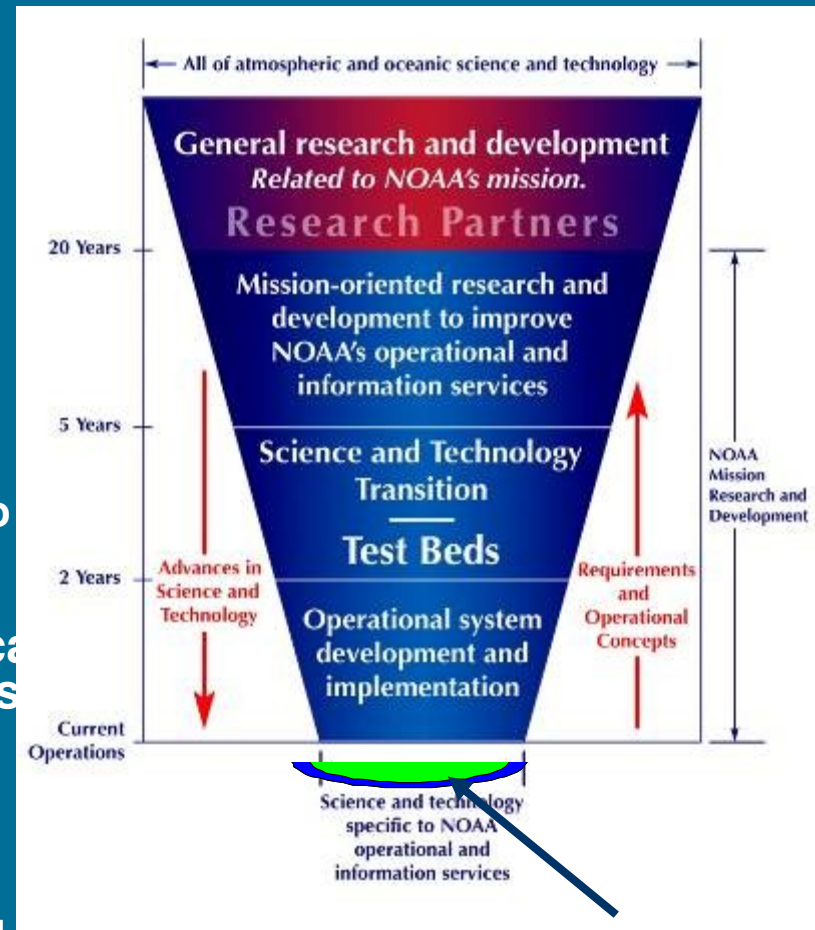 All of atmospheric and oceanic science and technology
General research and development
Related to NOAA's mission.
Research Partners
20 Years
Mission-oriented research and
development to improve
NOAA's operational and
information services
5 Years
Science and Technology
Transition
Test Beds
2 Years
Operational system
development and
implementation
Current
Operations
Advances in
Science and
Technology
Requirements
and
Operational
Concepts
NOAA
Mission
Research and
Development
Science and technology
specific to NOAA
operational and
information services